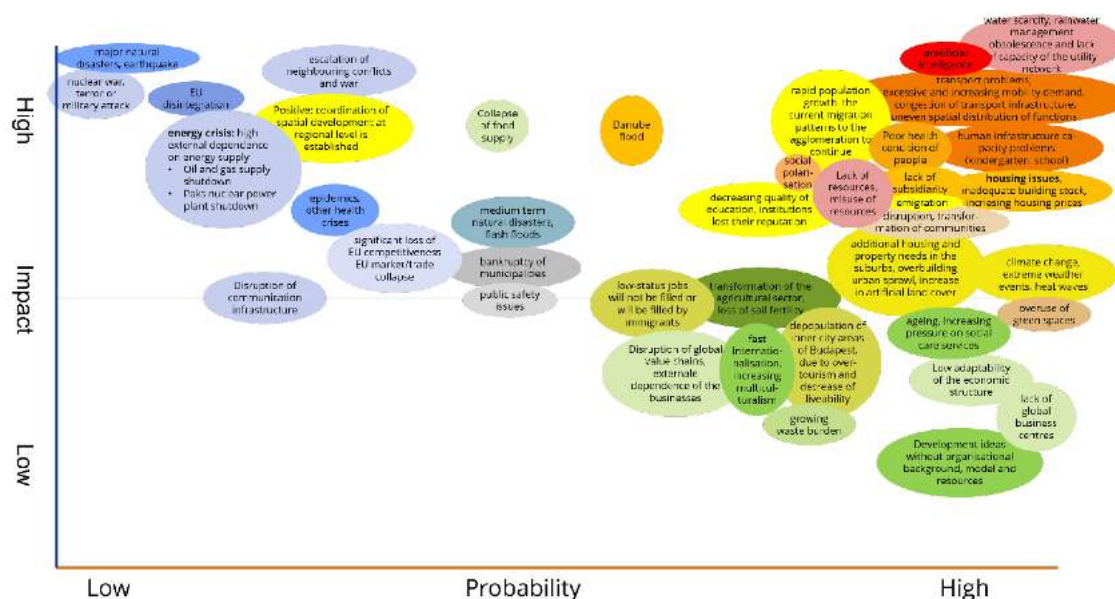 major natural
disasters, earthquake
nuclear war,
terror or
military attack
EU
disintegration
escalation of
neighbouring conflicts
and war
Positive: coordination of
spatial development at
regional level is
established
energy crisis: high
external dependence
on energy supply
• Oil and gas supply
shutdown
• Paks nuclear power
plant shutdown
epidemics,
other health
crises
significant loss of
EU competitiveness
EU market/trade
collapse
Disruption of
communication
infrastructure
Collapse
of food
supply
medium term
natural disasters,
flash floods
bankruptcy of
municipalities
public safety
issues
Danube
flood
water scarcity, rainwater
management
obsolescence and lack
of capacity of the utility
network
artificial
intelligence
transport problems,
excessive and increasing mobility demand,
congestion of transport infrastructure,
uneven spatial distribution of functions
rapid population
growth, the
current migration
patterns to the
agglomeration to
continue
Poor health
condition of
people
human infrastructure ca-
pacity problems
(kindergarten, school)
social
polari-
sation
Lack of
resources,
misuse of
resources
lack of
subsidiarity
emigration
housing issues,
inadequate building stock,
increasing housing prices
decreasing quality of
education, institutions
lost their reputation
disruption, transfor-
mation of communities
additional housing and
property needs in the
suburbs, overbuilding
urban sprawl, increase
in artificial land cover
climate change,
extreme weather
events, heat waves
low-status jobs
will not be filled or
will be filled by
immigrants
transformation of the
agricultural sector,
loss of soil fertility
overuse of
green spaces
ageing, increasing
pressure on social
care services
Disruption of global
value chains,
externale
dependence of the
businesses
fast
internatio-
nalisation,
increasing
multicul-
turalism
depopulation of
inner city areas
of Budapest,
due to over-
tourism and
decrease of
liveability
Low adaptability
of the economic
structure
lack of
global
business
centres
growing
waste burden
Development ideas
without organisational
background, model and
resources
High
Impact
Low
Low
Probability
High